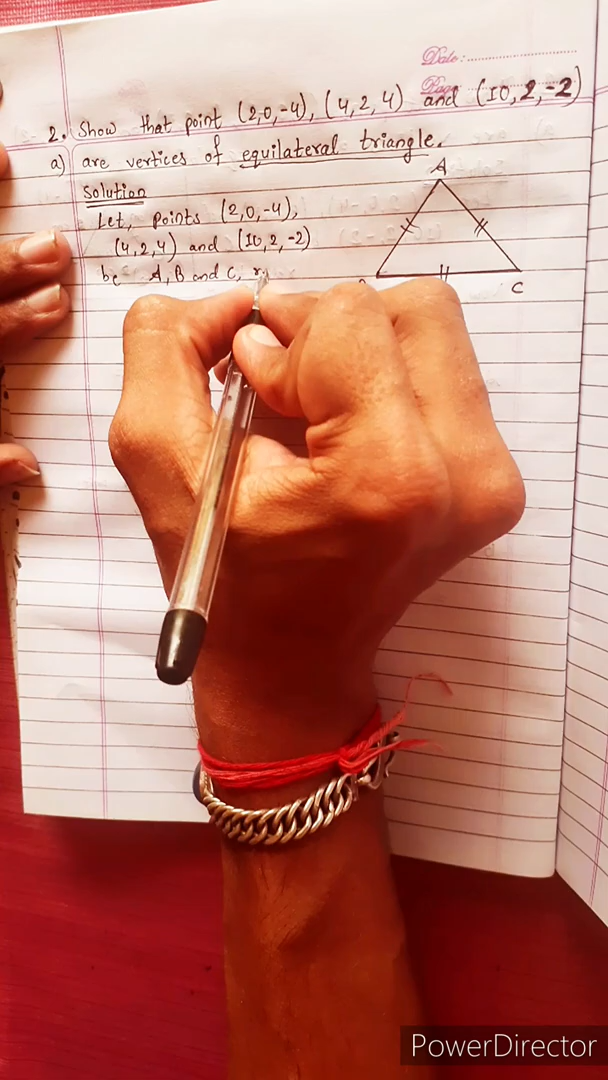 Date:
Page:
2. Show that point (2,0,-4), (4,2,4) and (10,2,-2)
a) are vertices of equilateral triangle.
Solution
Let, points (2,0,-4),
(4,2,4) and (10,2,-2)
be A, B and C,
A
C
PowerDirector